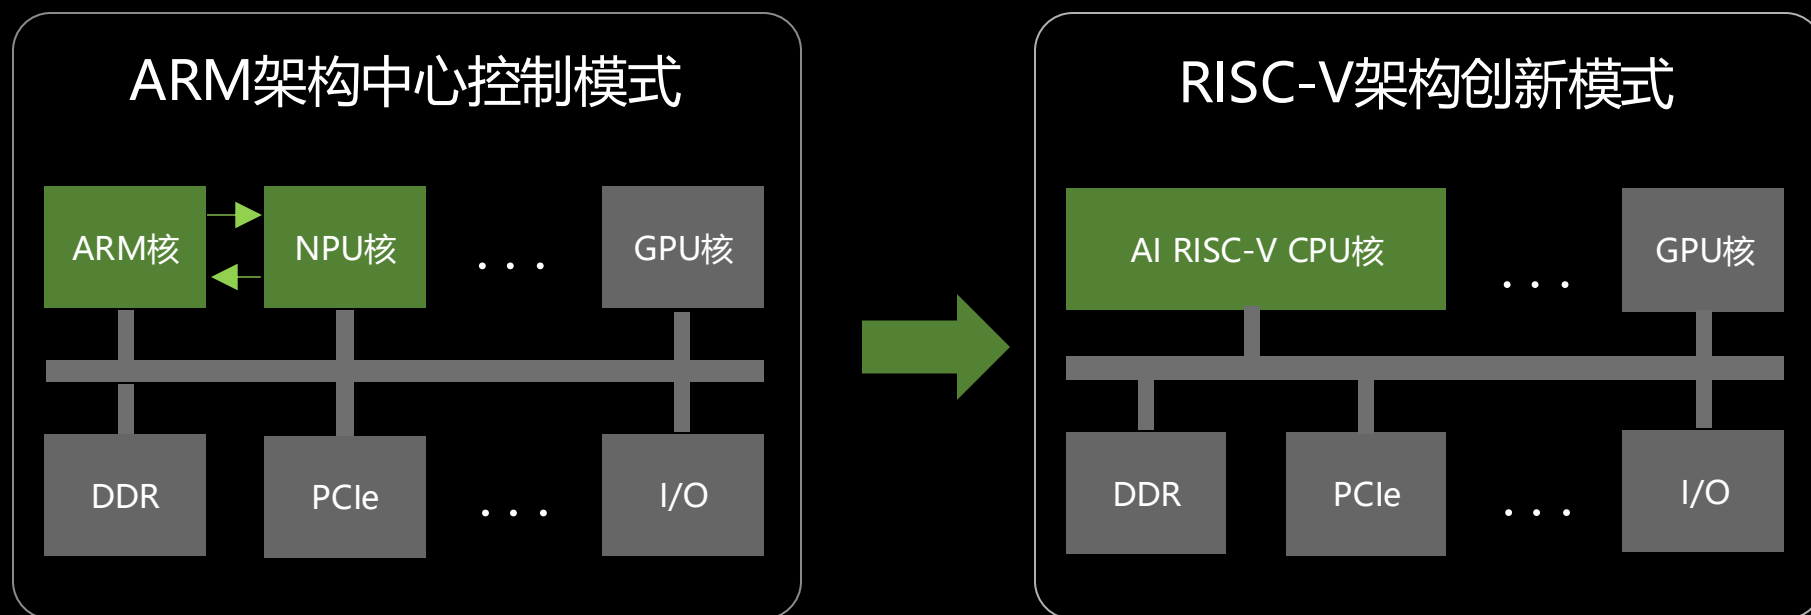 ARM架构中心控制模式
ARM核
NPU核
. . .
GPU核
DDR
PCIe
. . .
I/O
RISC-V架构创新模式
AI RISC-V CPU核
. . .
GPU核
DDR
PCIe
. . .
I/O